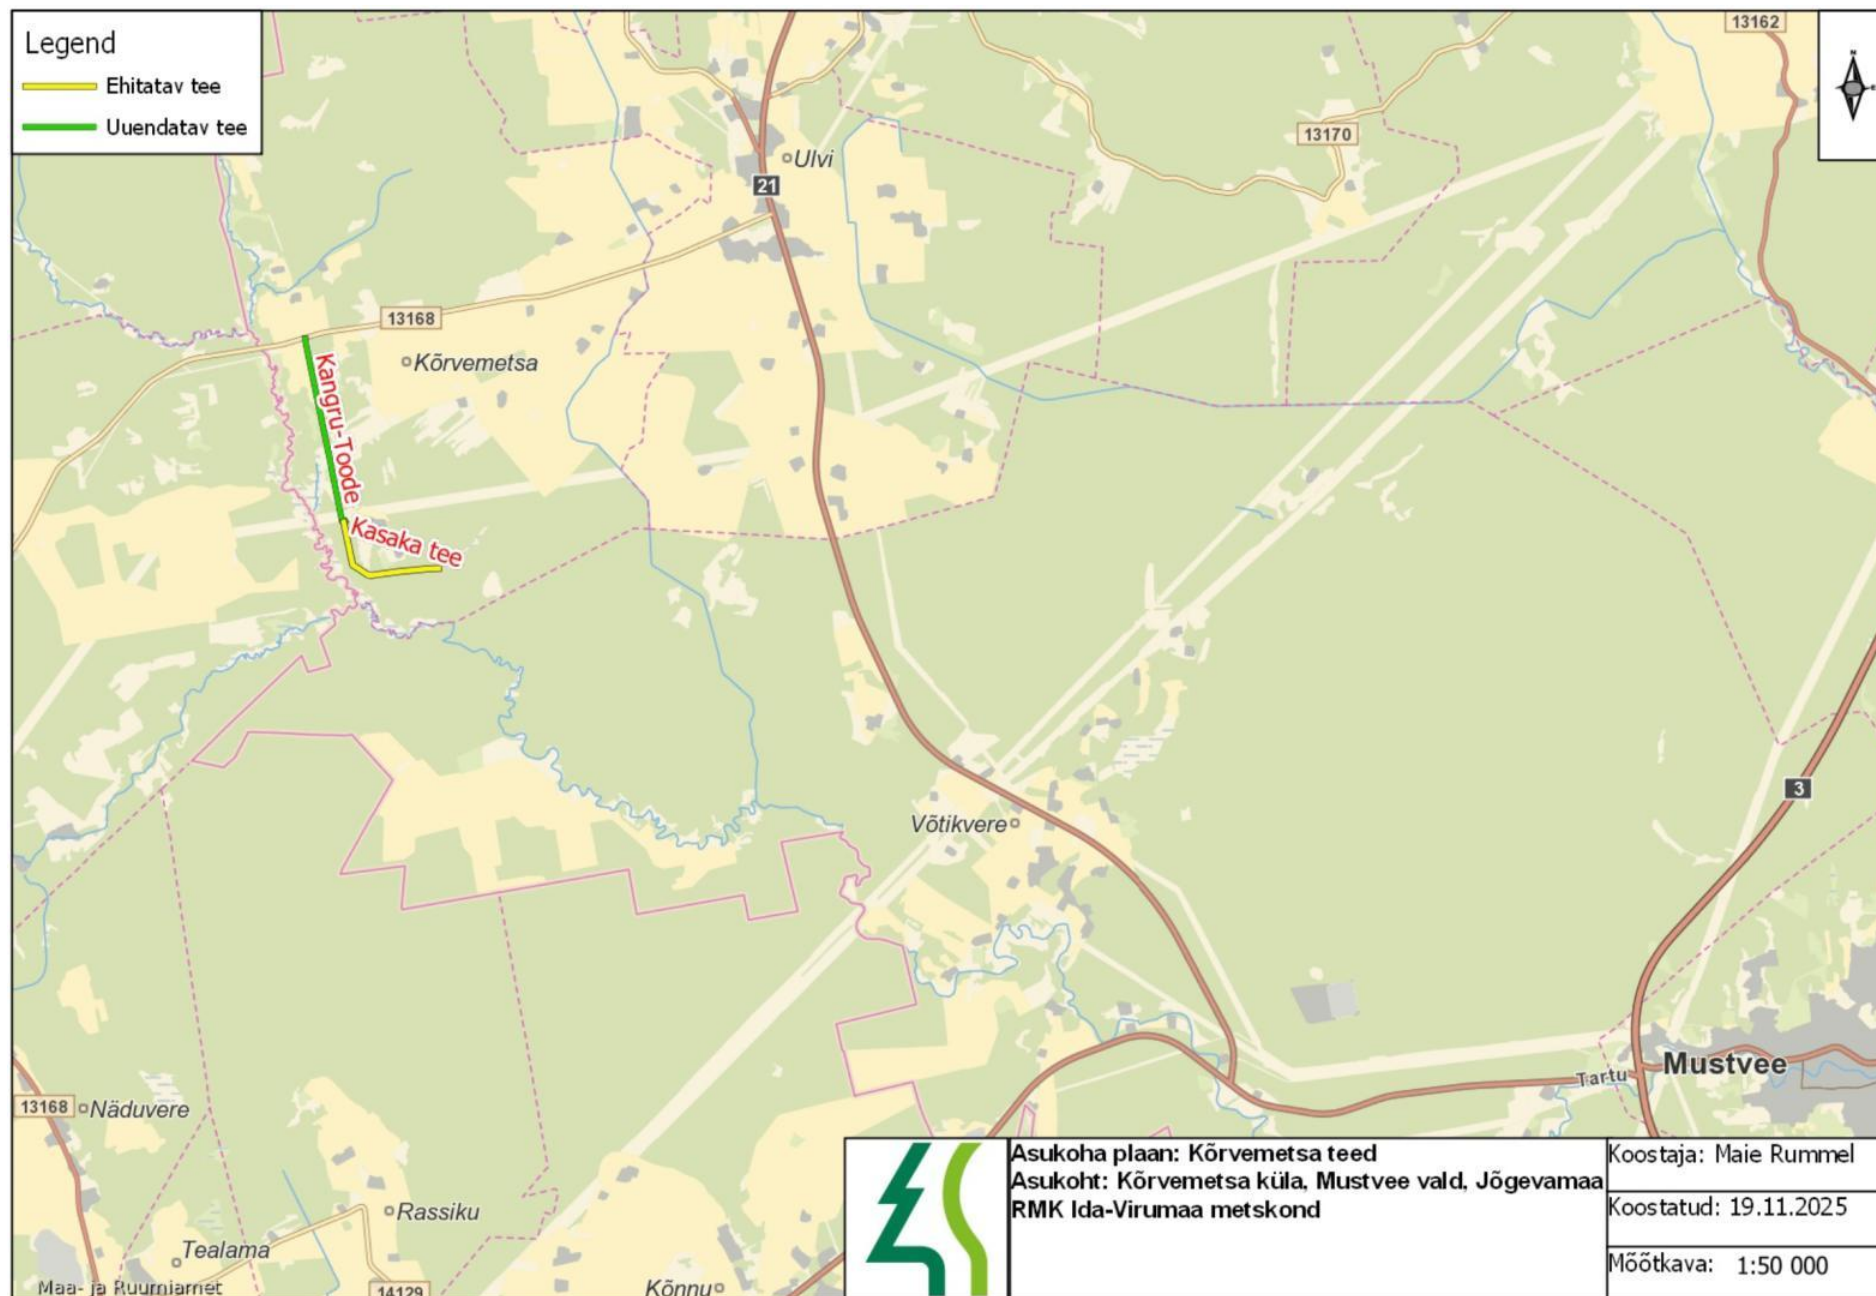 Legend
Ehitatav tee
Uuendatav tee
13162
N
13170
Ulvi
21
13168
Kõrvemetsa
Kangru-Toode
Kasaka tee
3
Võtikvere
Mustvee
Tartu
13168
Näduvere
Rassiku
Tealama
Maa- ja Ruumiamet
14129
Kõnnu
Asukoha plaan: Kõrvemetsa teed
Asukoht: Kõrvemetsa küla, Mustvee vald, Jõgevamaa
RMK Ida-Virumaa metskond
Koostaja: Maie Rummel
Koostatud: 19.11.2025
Mõõtkava: 1:50 000